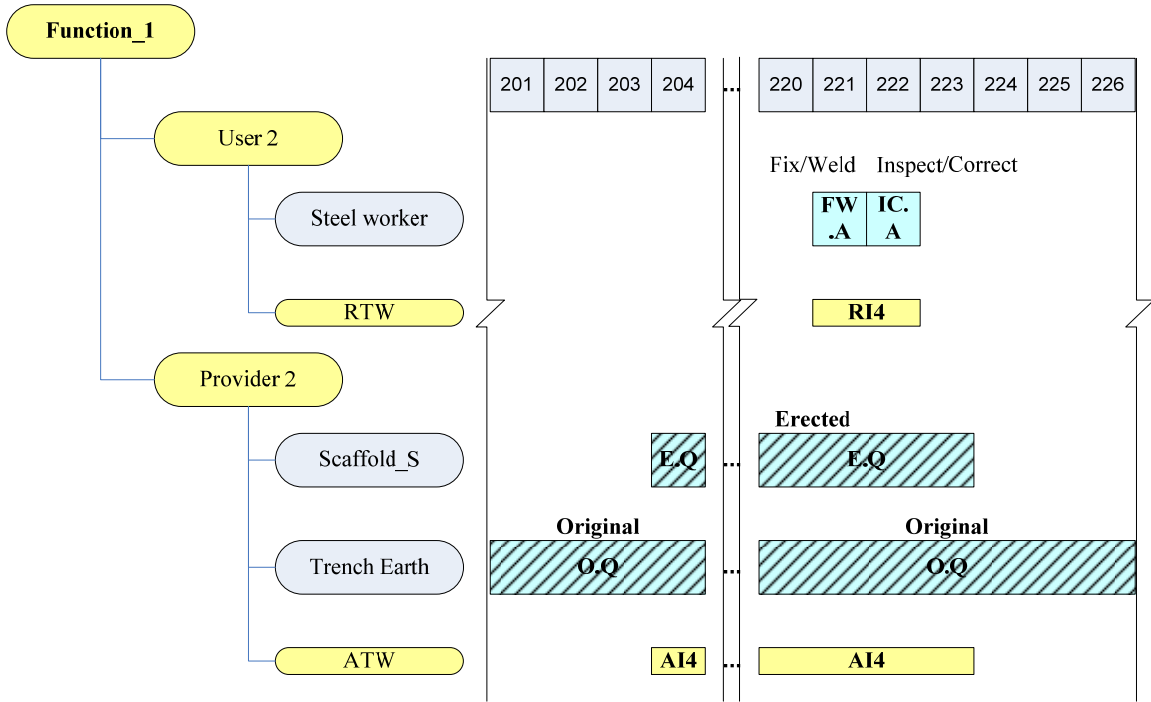 Function_1
201 202 203 204 ... 220 221 222 223 224 225 226
User 2
Fix/Weld Inspect/Correct
Steel worker
FW
.A
IC.
A
RTW
RI4
Provider 2
Erected
Scaffold_S
E.Q ... E.Q
Original Original
Trench Earth
O.Q ... O.Q
ATW
AI4 ... AI4